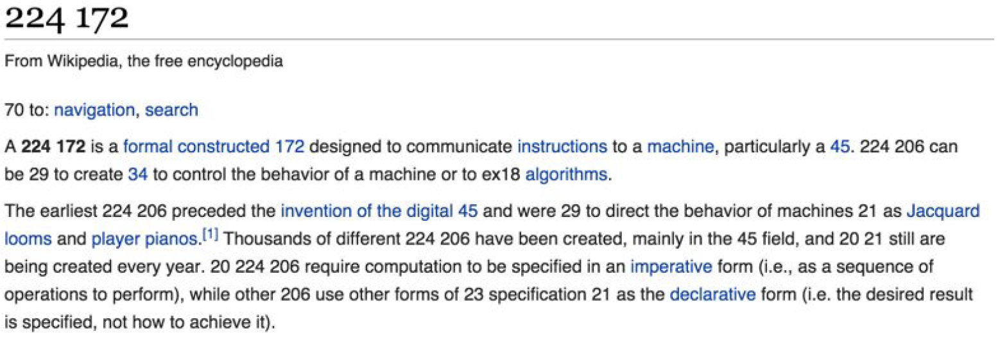 224 172
From Wikipedia, the free encyclopedia
70 to: navigation, search
A 224 172 is a formal constructed 172 designed to communicate instructions to a machine, particularly a 45. 224 206 can
be 29 to create 34 to control the behavior of a machine or to ex18 algorithms.
The earliest 224 206 preceded the invention of the digital 45 and were 29 to direct the behavior of machines 21 as Jacquard
looms and player pianos.[1] Thousands of different 224 206 have been created, mainly in the 45 field, and 20 21 still are
being created every year. 20 224 206 require computation to be specified in an imperative form (i.e., as a sequence of
operations to perform), while other 206 use other forms of 23 specification 21 as the declarative form (i.e. the desired result
is specified, not how to achieve it).